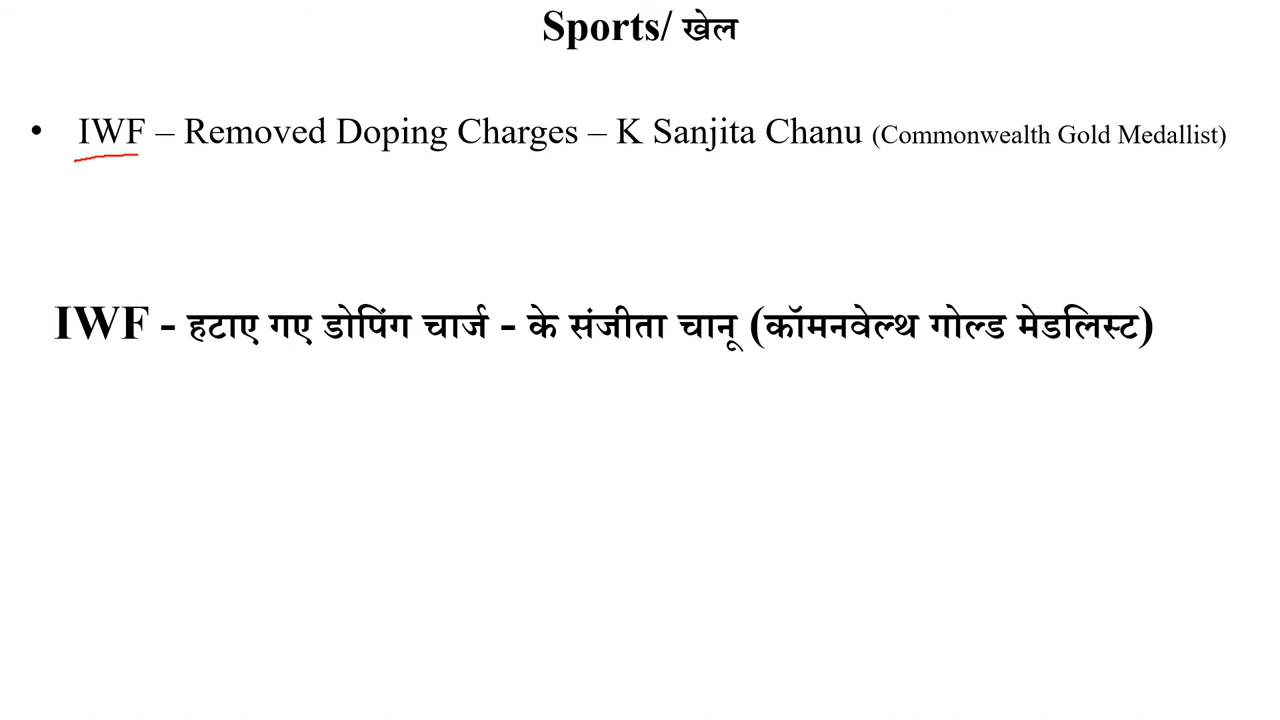 Sports/ खेल
• IWF – Removed Doping Charges – K Sanjita Chanu (Commonwealth Gold Medallist)
IWF - हटाए गए डोपिंग चार्ज - के संजीता चानू (कॉमनवेल्थ गोल्ड मेडलिस्ट)